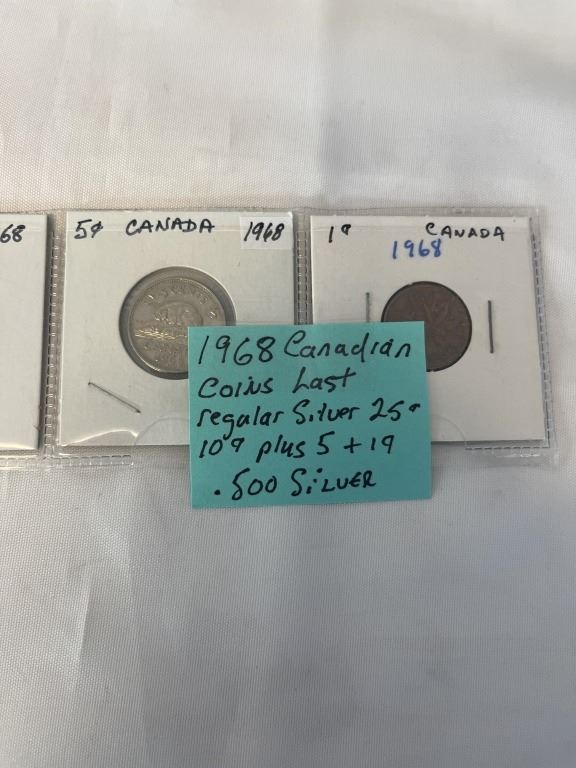 68
5¢ CANADA 1968
1¢ CANADA
1968
1968 Canadian
Coins Last
regular Silver 25¢
10¢ plus 5 + 1¢
.500 SILVER